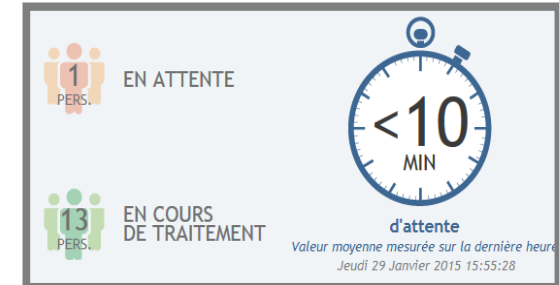 1
PERS.
EN ATTENTE
13
PERS.
EN COURS
DE TRAITEMENT
<10
MIN
d'attente
Valeur moyenne mesurée sur la dernière heure
Jeudi 29 Janvier 2015 15:55:28